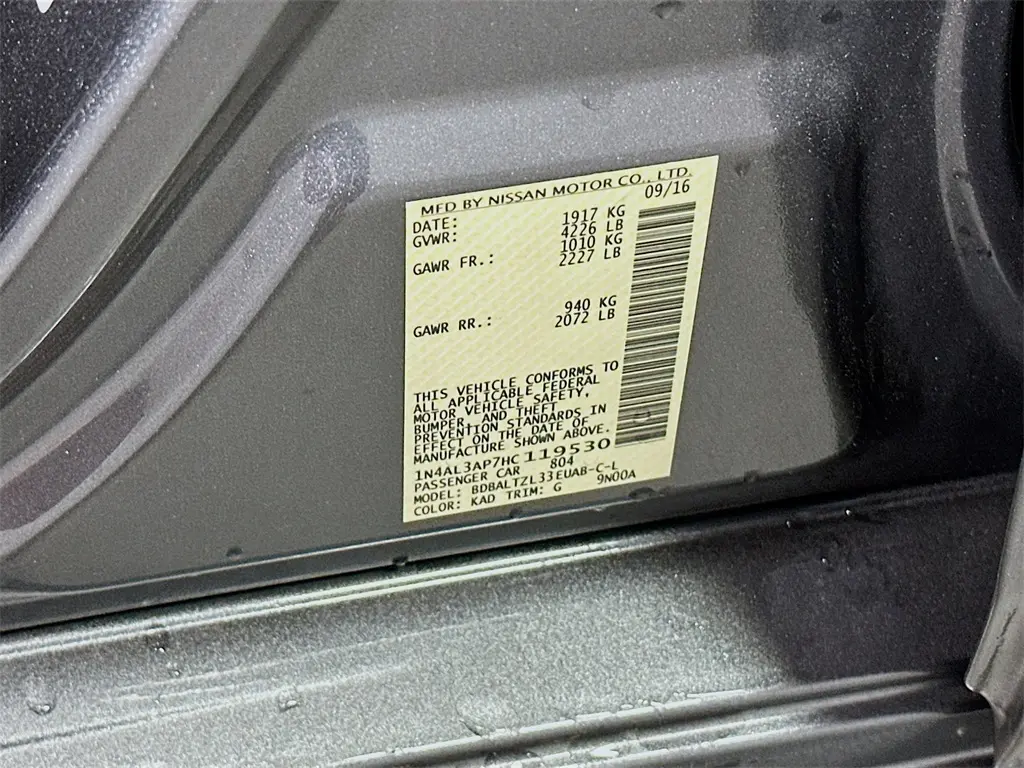 MFD BY NISSAN MOTOR CO., LTD.
DATE: 09/16
GVWR: 1917 KG
4226 LB
GAWR FR.: 1010 KG
2227 LB
GAWR RR.: 940 KG
2072 LB
THIS VEHICLE CONFORMS TO
ALL APPLICABLE FEDERAL
MOTOR VEHICLE SAFETY,
BUMPER, AND THEFT
PREVENTION STANDARDS IN
EFFECT ON THE DATE OF
MANUFACTURE SHOWN ABOVE.
1N4AL3AP7HC119530
PASSENGER CAR 804
MODEL: BDBALTZL33EUAB-C-L
COLOR: KAD TRIM: G 9N00A